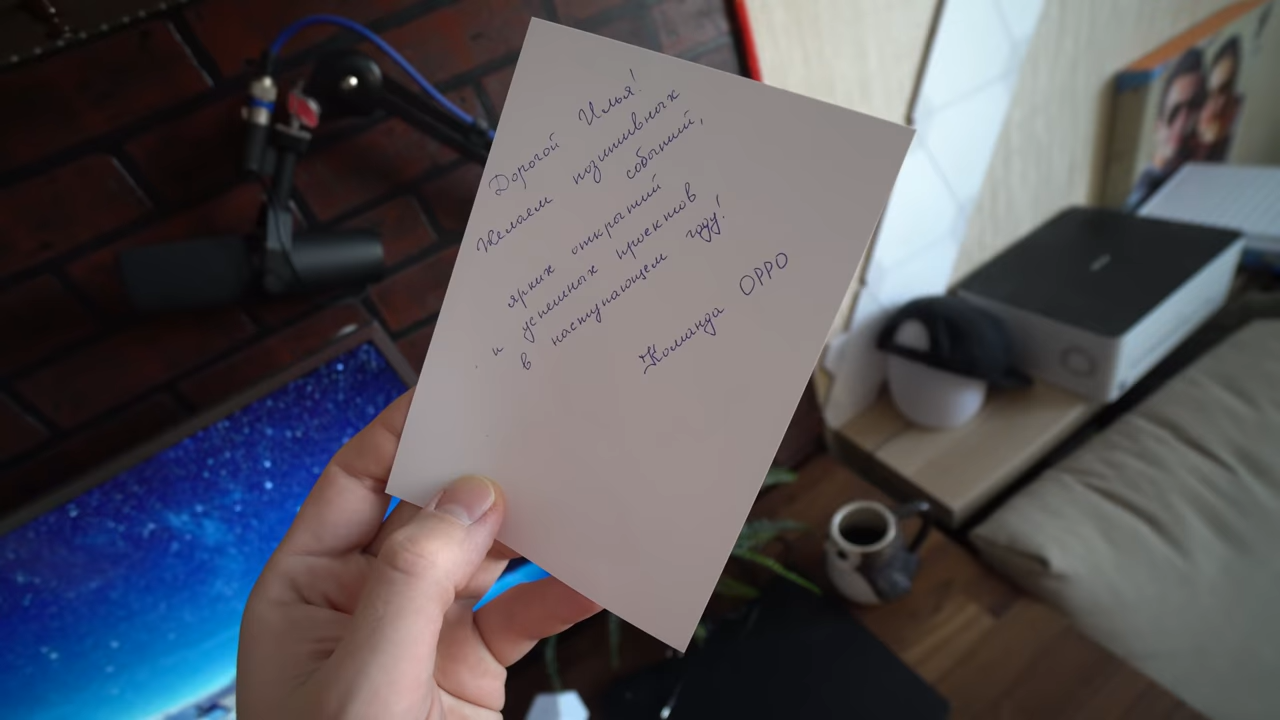 Дорогой Илья!
Желаем позитивных событий,
ярких открытий
и успешных проектов
в наступающем году!
Команда OPPO